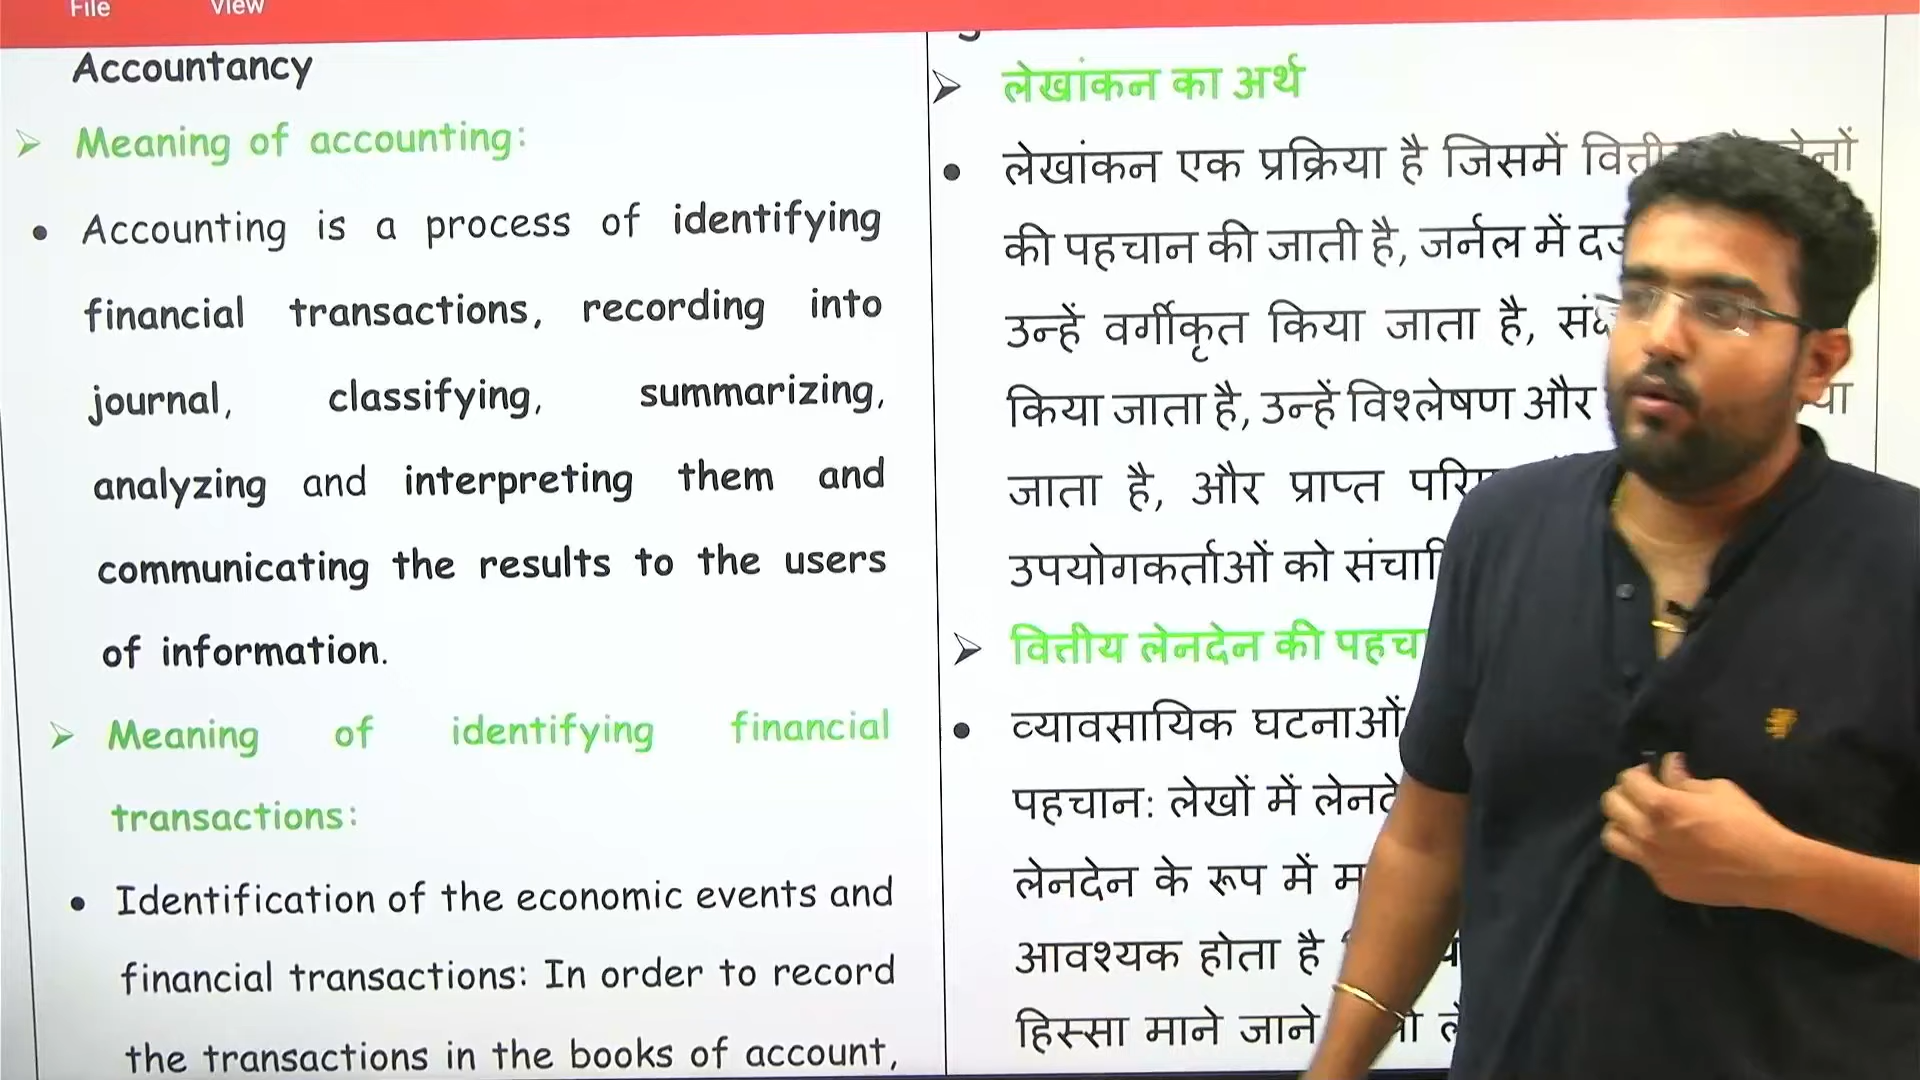 File View
Accountancy
Meaning of accounting:
Accounting is a process of identifying
financial transactions, recording into
journal, classifying, summarizing,
analyzing and interpreting them and
communicating the results to the users
of information.
Meaning of identifying financial
transactions:
Identification of the economic events and
financial transactions: In order to record
the transactions in the books of account,
लेखांकन का अर्थ
लेखांकन एक प्रक्रिया है जिसमें
की पहचान की जाती है, जर्नल में
उन्हें वर्गीकृत किया जाता है,
किया जाता है, उन्हें विश्लेषण और
जाता है, और प्राप्त
उपयोगकर्ताओं को
वित्तीय लेनदेन की
व्यावसायिक घटनाओं
पहचान: लेखों में
लेनदेन के रूप में
आवश्यक होता है
हिस्सा माने जाने